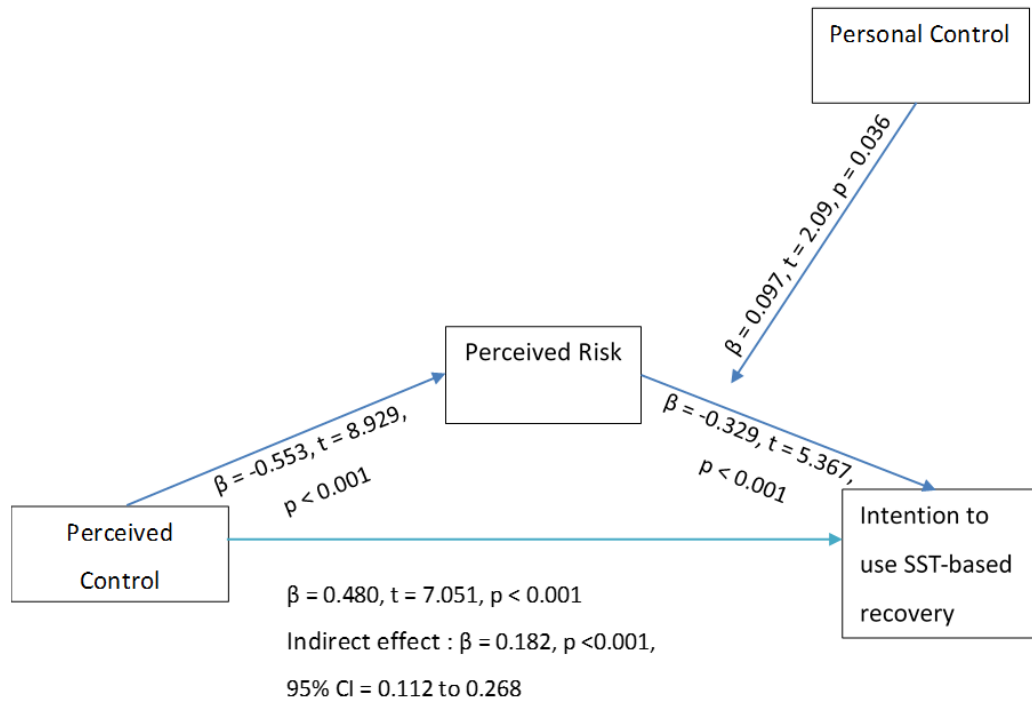 Personal Control
β = 0.097, t = 2.09, p = 0.036
Perceived Risk
β = -0.553, t = 8.929,
p < 0.001
β = -0.329, t = 5.367,
p < 0.001
Perceived
Control
Intention to
use SST-based
recovery
β = 0.480, t = 7.051, p < 0.001
Indirect effect : β = 0.182, p <0.001,
95% CI = 0.112 to 0.268